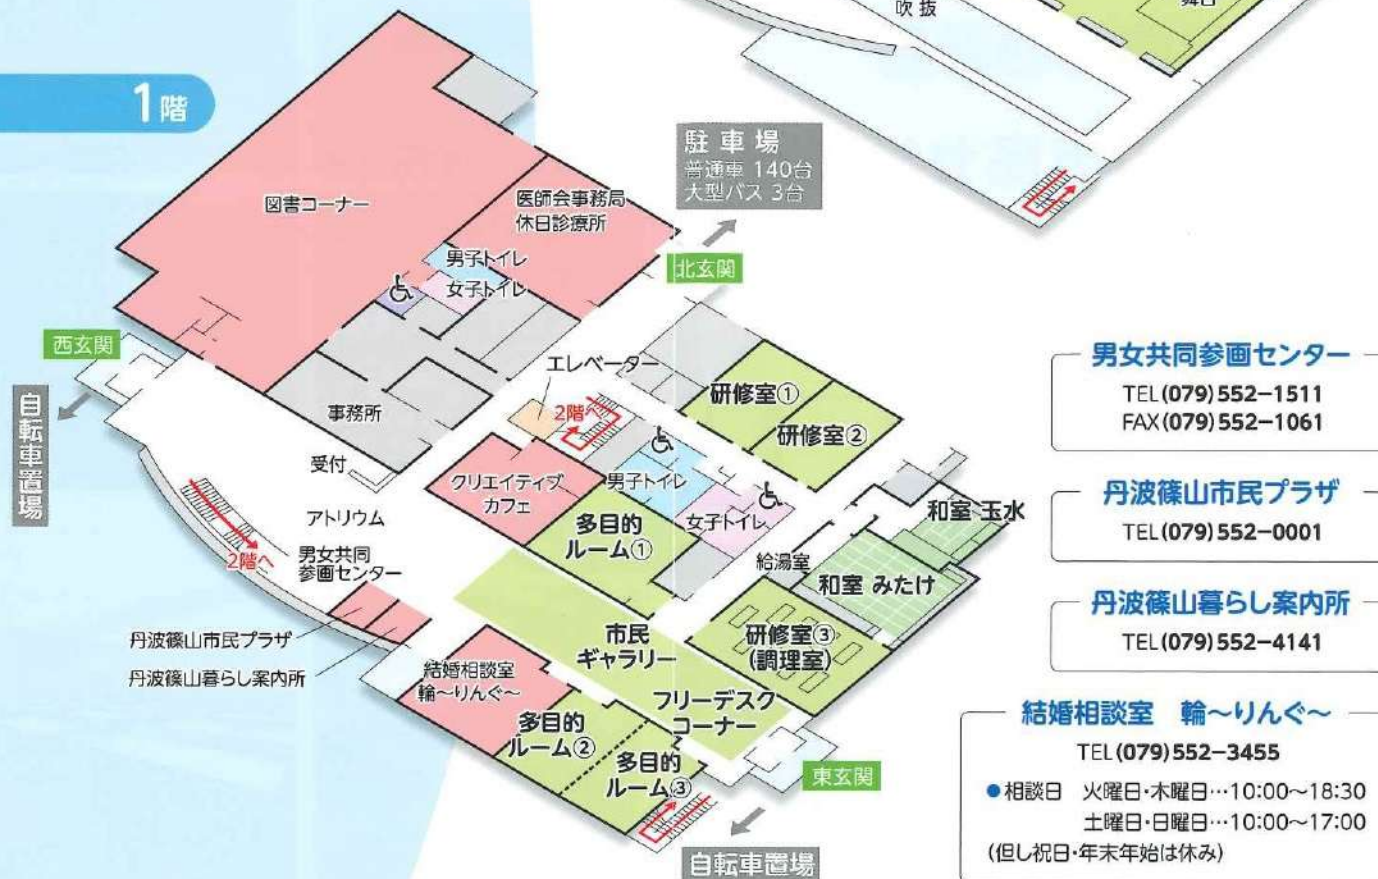 吹抜
舞台
1階
駐車場
普通車 140台
大型バス 3台
図書コーナー
医師会事務局
休日診療所
男子トイレ
女子トイレ
北玄関
西玄関
自転車置場
エレベーター
2階へ
事務所
受付
研修室①
研修室②
クリエイティブ
カフェ
男子トイレ
多目的
ルーム①
女子トイレ
和室 玉水
アトリウム
2階へ
男女共同
参画センター
給湯室
和室 みたけ
丹波篠山市民プラザ
丹波篠山暮らし案内所
市民
ギャラリー
研修室③
(調理室)
結婚相談室
輪~りんぐ~
フリーデスク
コーナー
多目的
ルーム②
多目的
ルーム③
東玄関
自転車置場
男女共同参画センター
TEL(079)552-1511
FAX(079)552-1061
丹波篠山市民プラザ
TEL(079)552-0001
丹波篠山暮らし案内所
TEL(079)552-4141
結婚相談室 輪~りんぐ~
TEL(079)552-3455
●相談日 火曜日・木曜日…10:00~18:30
土曜日・日曜日…10:00~17:00
(但し祝日・年末年始は休み)